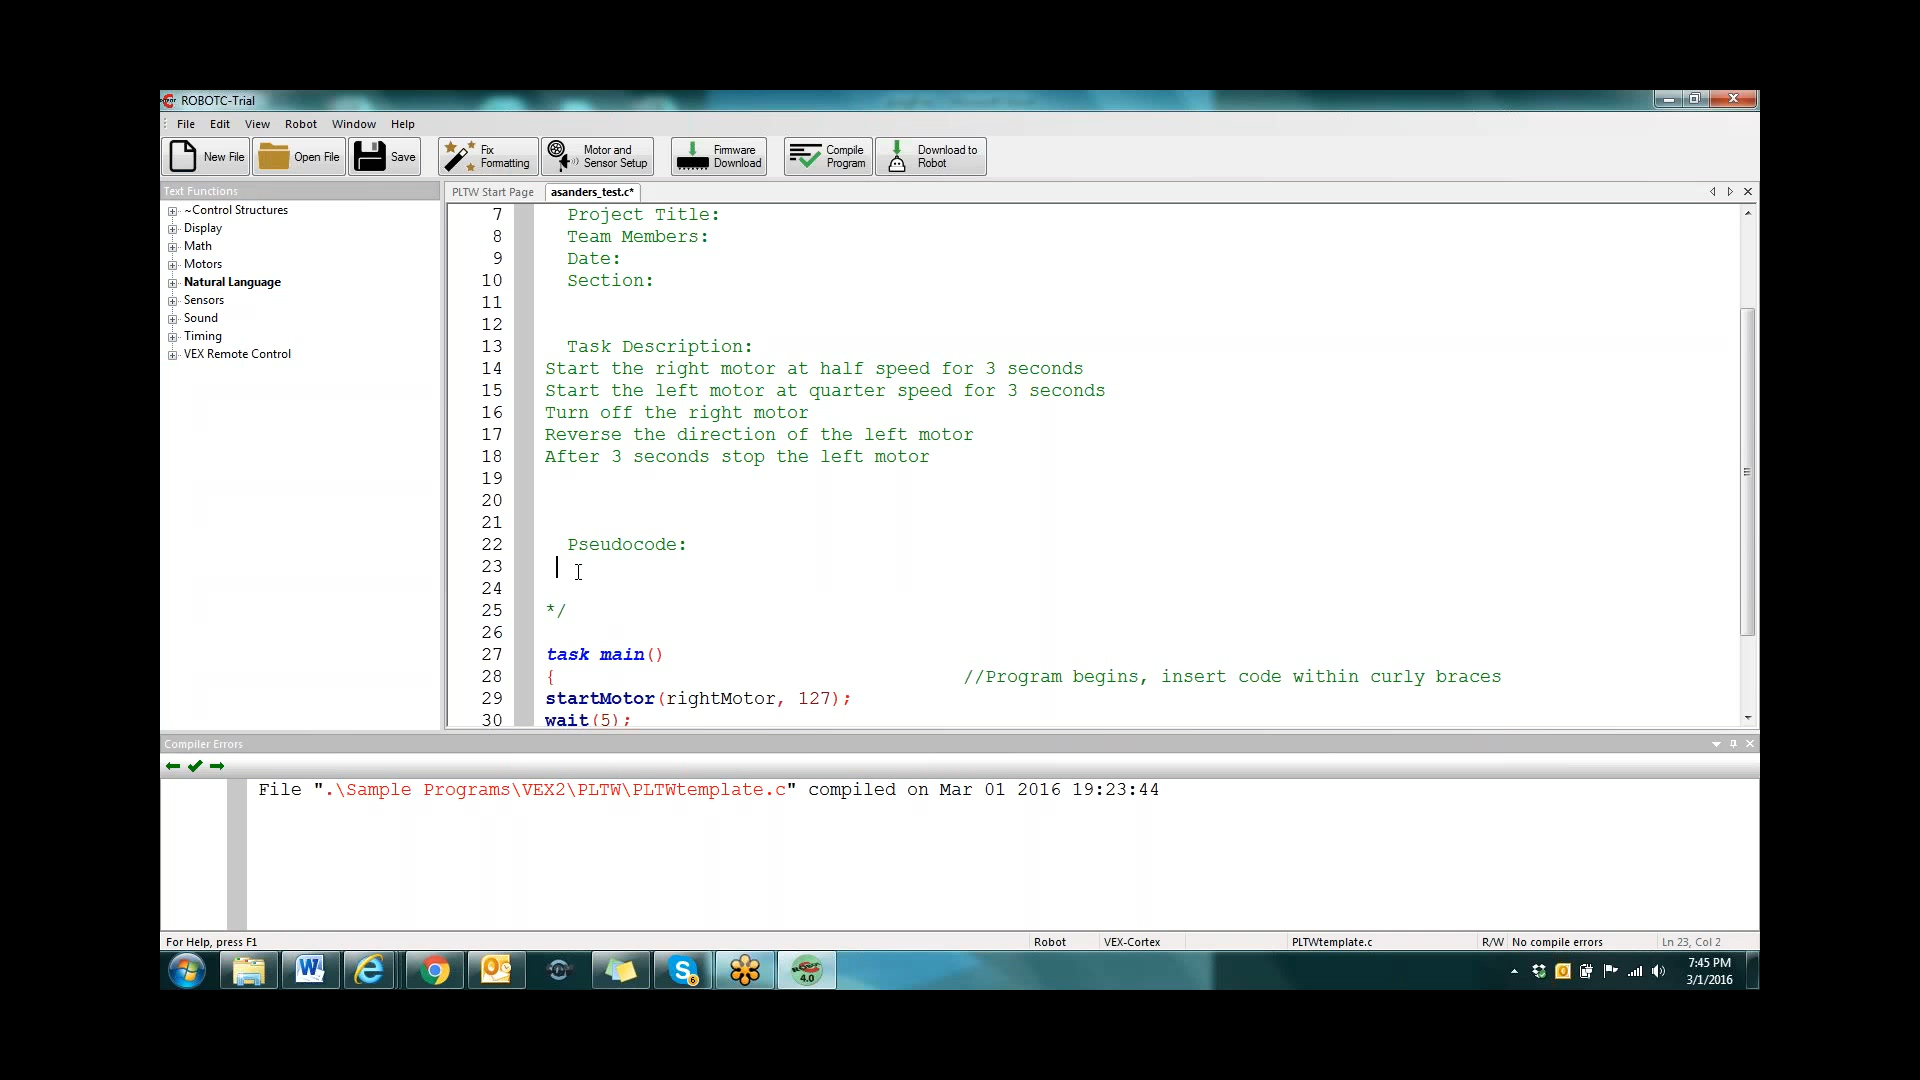 ROBOTC-Trial
File Edit View Robot Window Help
New File Open File Save Fix Formatting Motor and Sensor Setup Firmware Download Compile Program Download to Robot
Text Functions
~Control Structures
Display
Math
Motors
Natural Language
Sensors
Sound
Timing
VEX Remote Control
PLTW Start Page asanders_test.c*
7 Project Title:
8 Team Members:
9 Date:
10 Section:
11
12
13 Task Description:
14 Start the right motor at half speed for 3 seconds
15 Start the left motor at quarter speed for 3 seconds
16 Turn off the right motor
17 Reverse the direction of the left motor
18 After 3 seconds stop the left motor
19
20
21
22 Pseudocode:
23
24
25 */
26
27 task main()
28 { //Program begins, insert code within curly braces
29 startMotor(rightMotor, 127);
30 wait(5);
Compiler Errors
File ".\Sample Programs\VEX2\PLTW\PLTWtemplate.c" compiled on Mar 01 2016 19:23:44
For Help, press F1 Robot VEX-Cortex PLTWtemplate.c R/W No compile errors Ln 23, Col 2
7:45 PM
3/1/2016